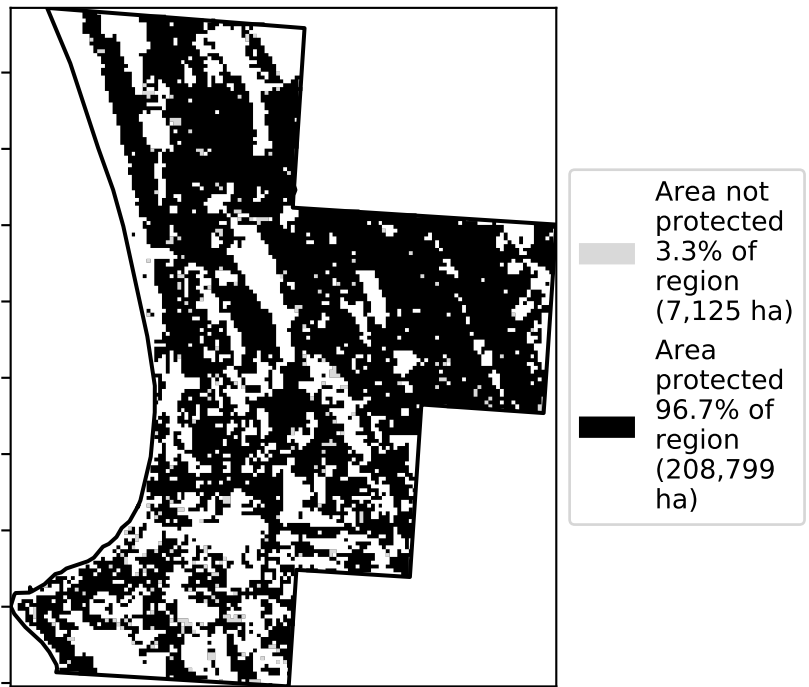 Area not
protected
3.3% of
region
(7,125 ha)
Area
protected
96.7% of
region
(208,799
ha)